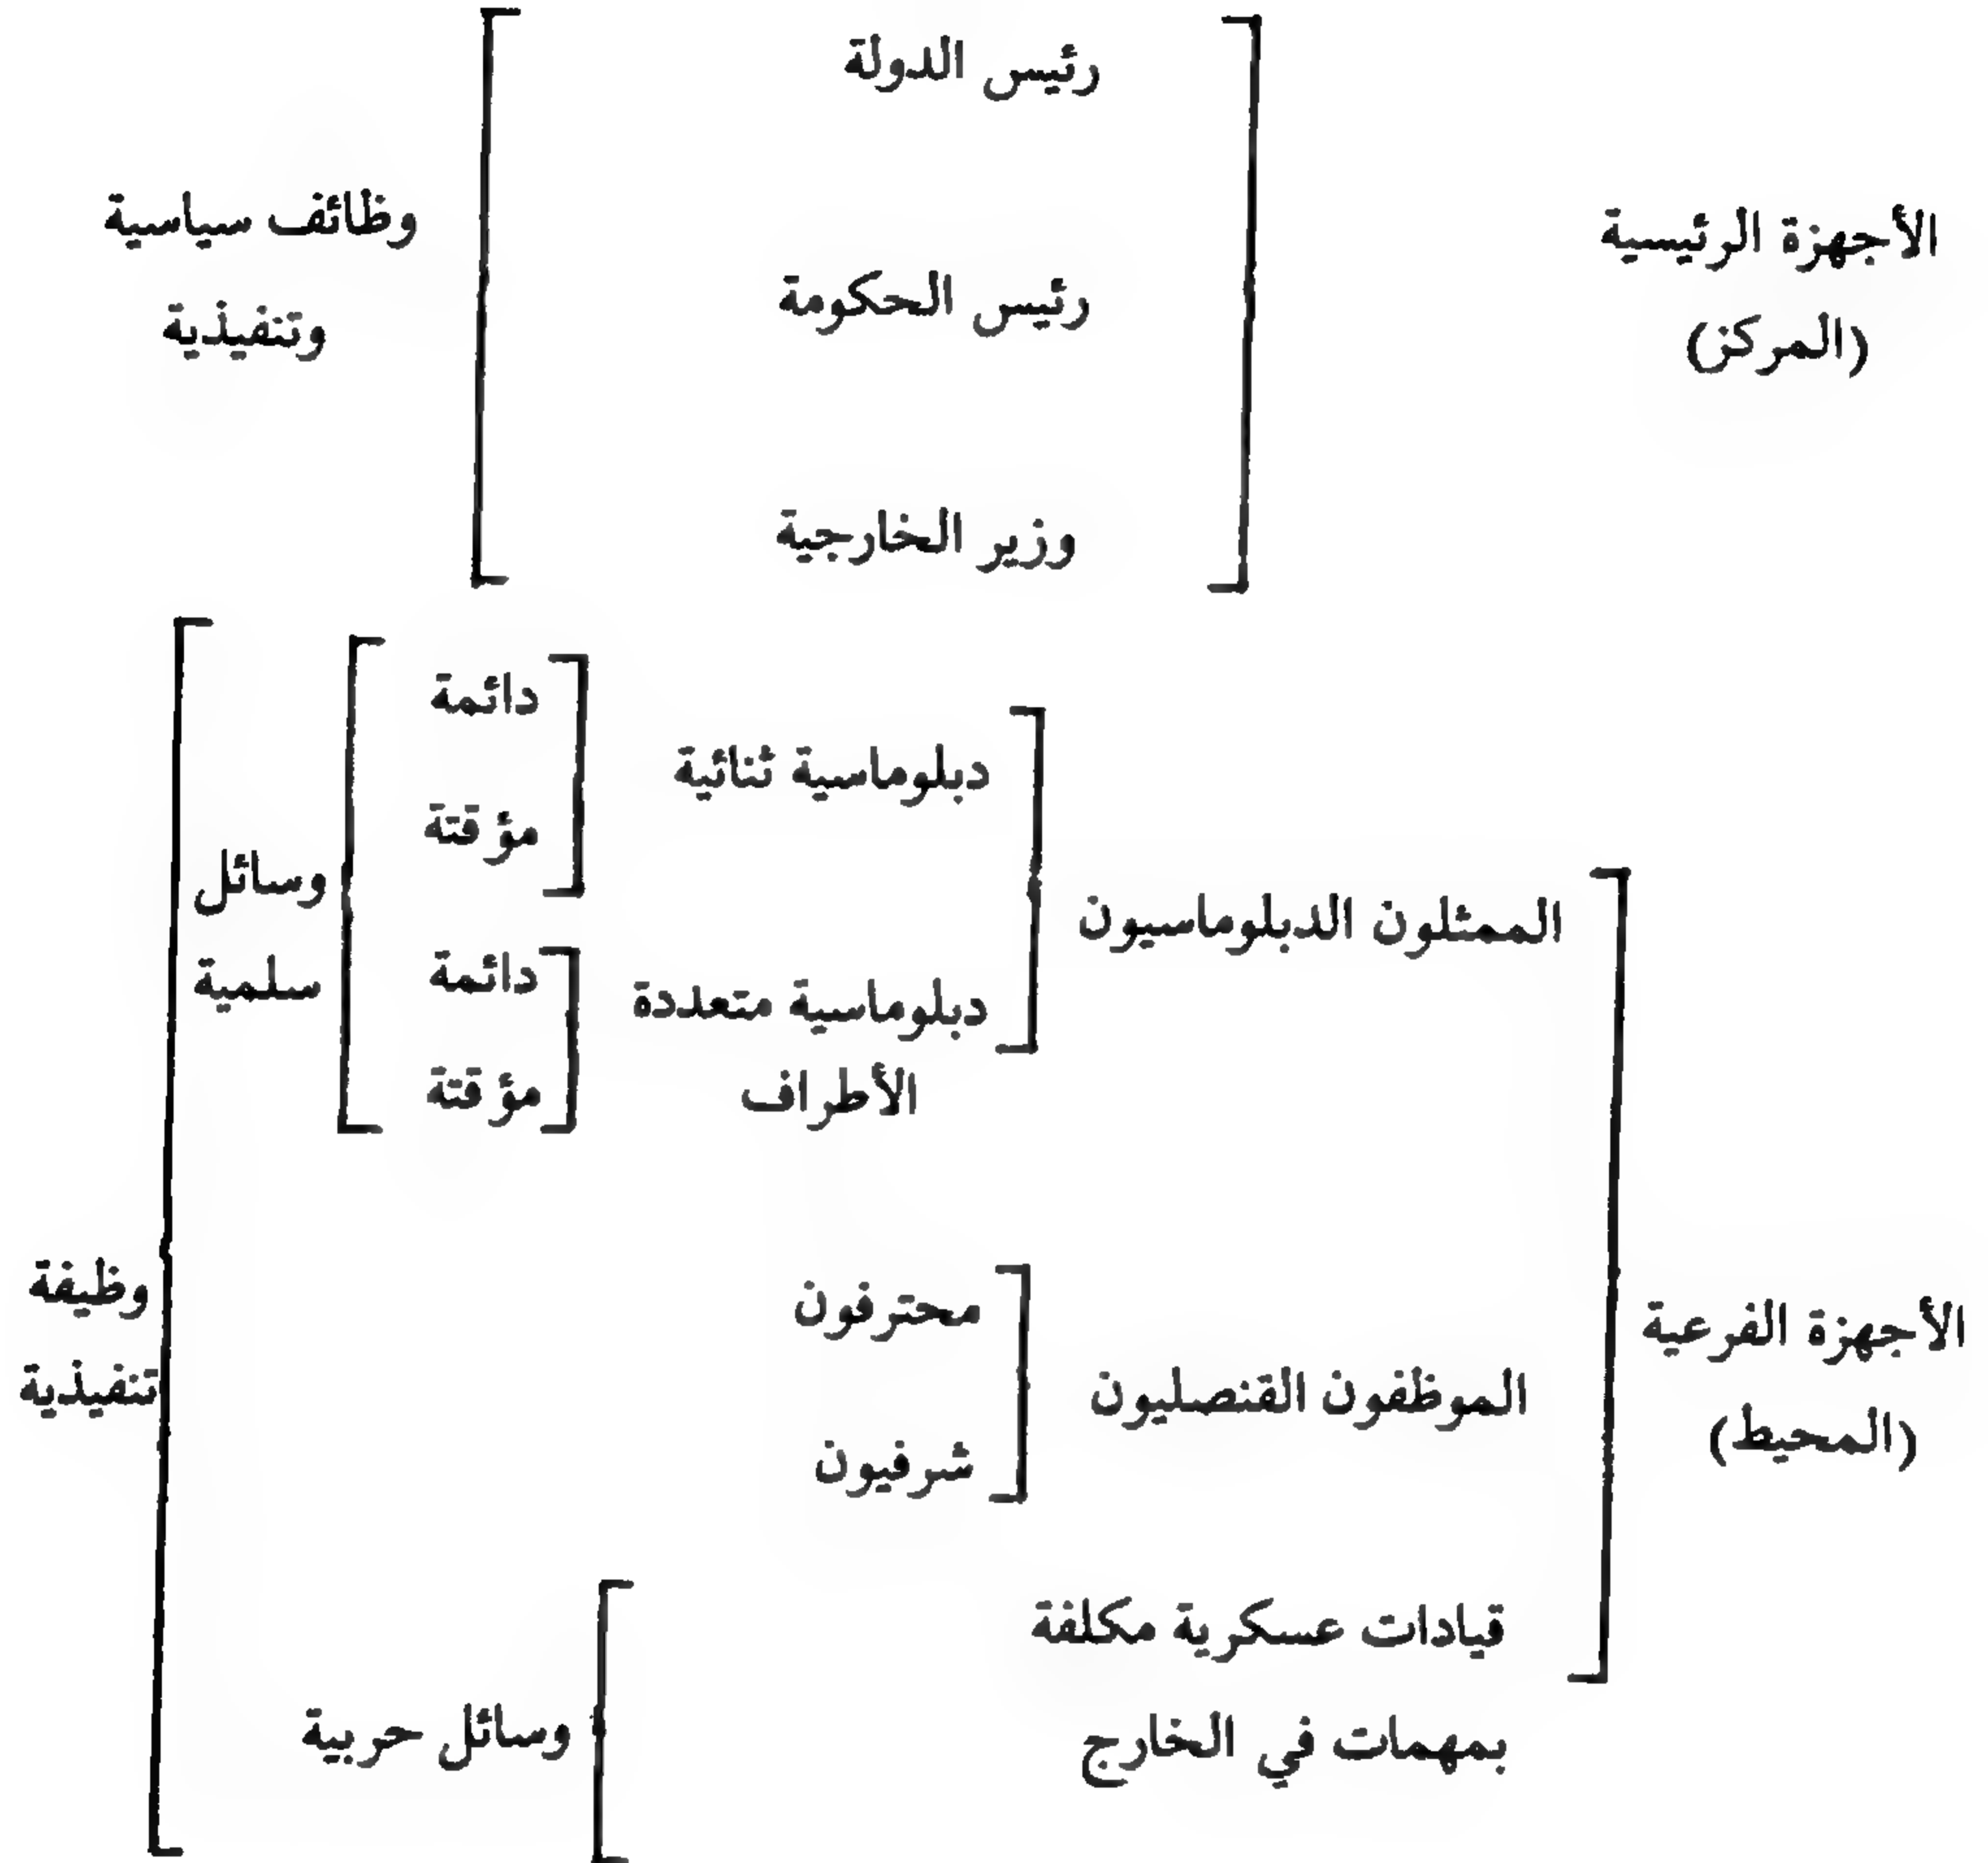 رئيس الدولة
الأجهزة الرئيسية
(المركز)
رئيس الحكومة
وزير الخارجية
وظائف سياسية
وتنفيذية
الأجهزة الفرعية
(المحيط)
الممثلون الدبلوماسيون
دبلوماسية ثنائية
دائمة
مؤقتة
دبلوماسية متعددة
الأطراف
دائمة
مؤقتة
وسائل
سلمية
الموظفون القنصليون
محترفون
شرفيون
قيادات عسكرية مكلفة
بمهمات في الخارج
وسائل حربية
وظيفة
تنفيذية